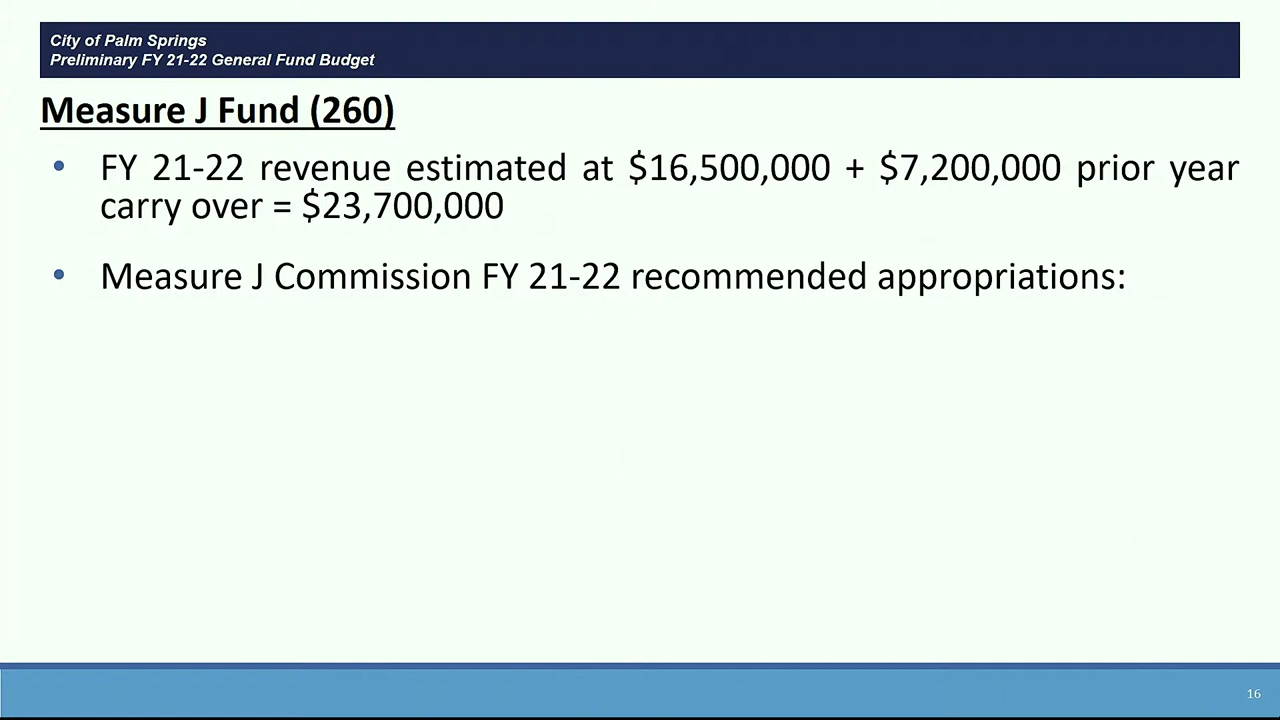 City of Palm Springs
Preliminary FY 21-22 General Fund Budget
Measure J Fund (260)
• FY 21-22 revenue estimated at $16,500,000 + $7,200,000 prior year
carry over = $23,700,000
• Measure J Commission FY 21-22 recommended appropriations:
16